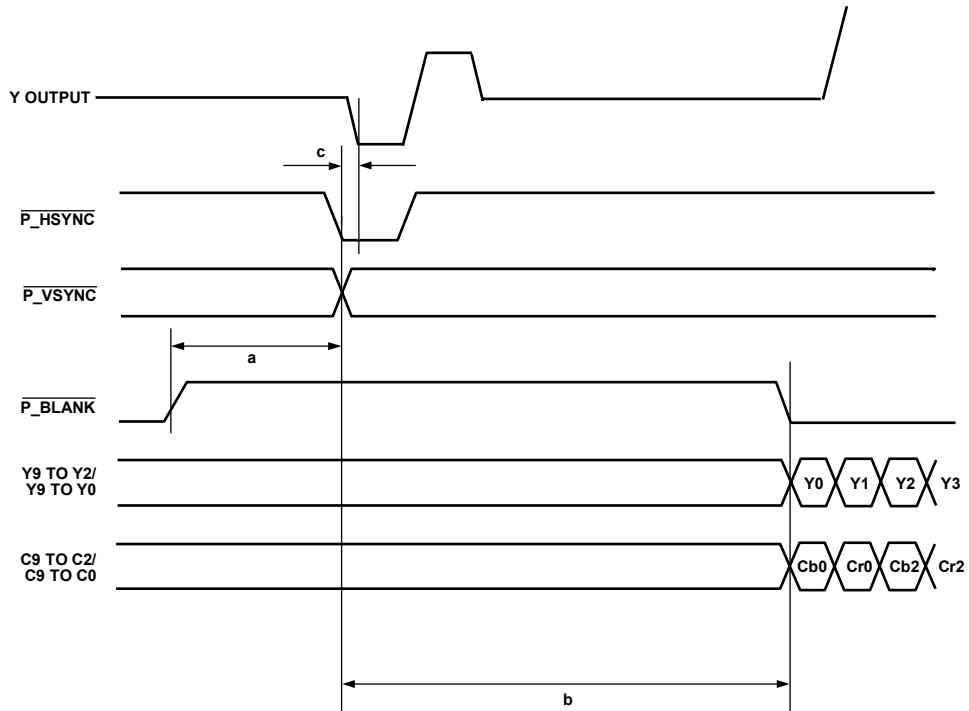 Y OUTPUT
c
P_HSYNC
P_VSYNC
a
P_BLANK
Y9 TO Y2/
Y9 TO Y0
Y0 Y1 Y2 Y3
C9 TO C2/
C9 TO C0
Cb0 Cr0 Cb2 Cr2
b